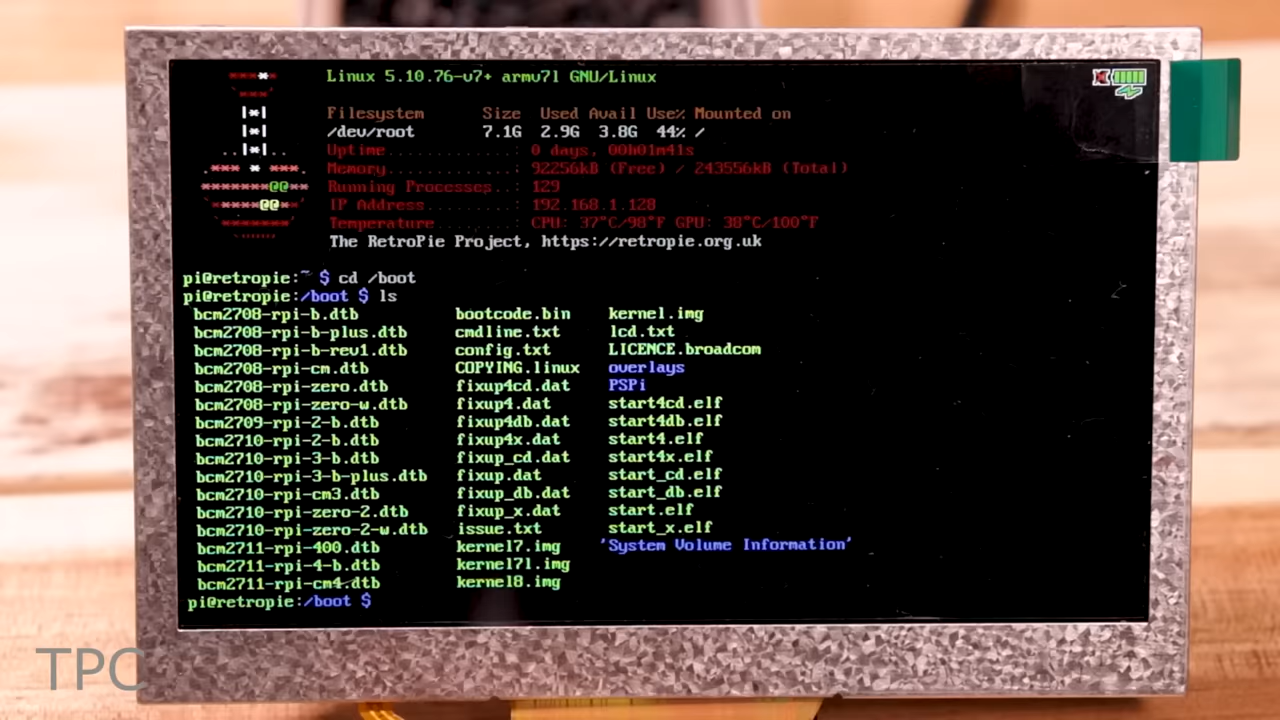 Linux 5.10.76-v7+ armv7l GNU/Linux
Filesystem Size Used Avail Use% Mounted on
/dev/root 7.1G 2.9G 3.8G 44% /
Uptime...............: 0 days, 00h01m41s
Memory...............: 92256kB (Free) / 243556kB (Total)
Running Processes..: 129
IP Address...........: 192.168.1.128
Temperature..........: CPU: 37°C/98°F GPU: 38°C/100°F
The RetroPie Project, https://retropie.org.uk
pi@retropie:~ $ cd /boot
pi@retropie:/boot $ ls
bcm2708-rpi-b.dtb bootcode.bin kernel.img
bcm2708-rpi-b-plus.dtb cmdline.txt lcd.txt
bcm2708-rpi-b-rev1.dtb config.txt LICENCE.broadcom
bcm2708-rpi-cm.dtb COPYING.linux overlays
bcm2708-rpi-zero.dtb fixup4cd.dat PSPi
bcm2708-rpi-zero-w.dtb fixup4.dat start4cd.elf
bcm2709-rpi-2-b.dtb fixup4db.dat start4db.elf
bcm2710-rpi-2-b.dtb fixup4x.dat start4.elf
bcm2710-rpi-3-b.dtb fixup_cd.dat start4x.elf
bcm2710-rpi-3-b-plus.dtb fixup.dat start_cd.elf
bcm2710-rpi-cm3.dtb fixup_db.dat start_db.elf
bcm2710-rpi-zero-2.dtb fixup_x.dat start.elf
bcm2710-rpi-zero-2-w.dtb issue.txt start_x.elf
bcm2711-rpi-400.dtb kernel7.img 'System Volume Information'
bcm2711-rpi-4-b.dtb kernel7l.img
bcm2711-rpi-cm4.dtb kernel8.img
pi@retropie:/boot $
TPC